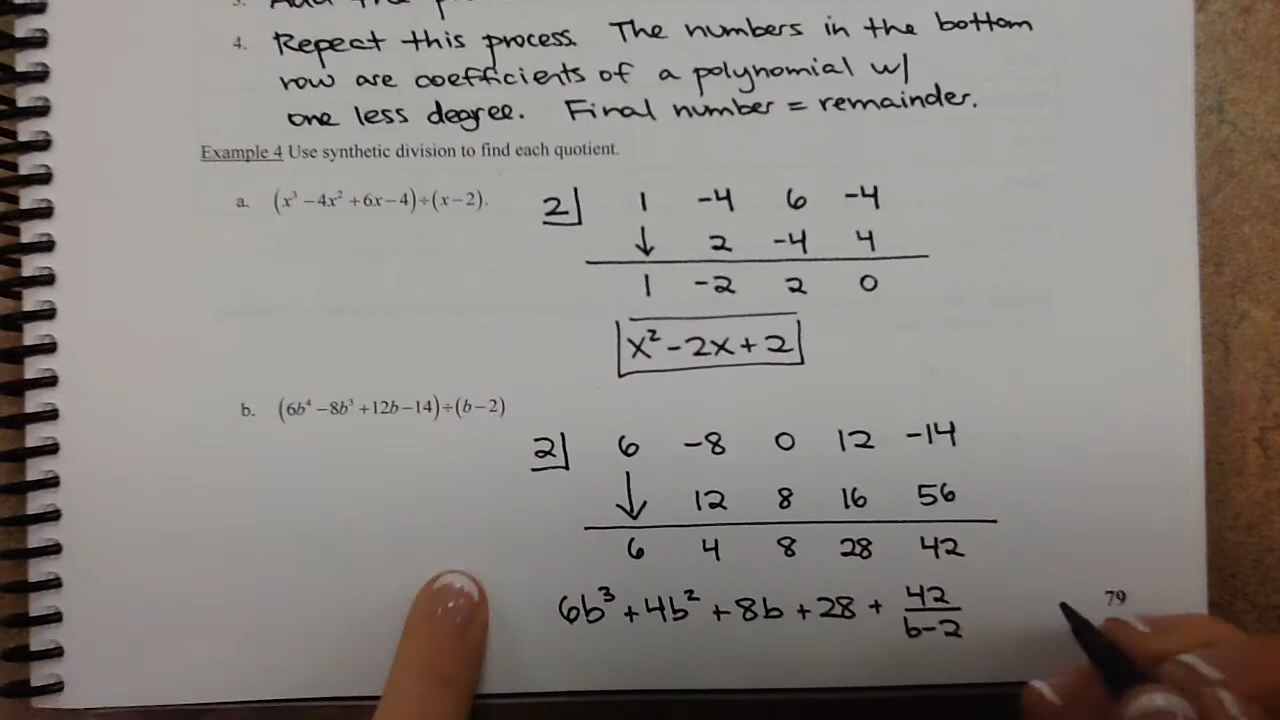 3. Add the
4. Repeat this process. The numbers in the bottom
row are coefficients of a polynomial w/
one less degree. Final number = remainder.
Example 4 Use synthetic division to find each quotient.
a. (x³ – 4x² + 6x – 4) ÷ (x – 2).
2 1 -4 6 -4
↓ 2 -4 4
1 -2 2 0
x² - 2x + 2
b. (6b⁴ – 8b³ + 12b – 14) ÷ (b – 2)
2 6 -8 0 12 -14
↓ 12 8 16 56
6 4 8 28 42
6b³ + 4b² + 8b + 28 + 42/b-2
79